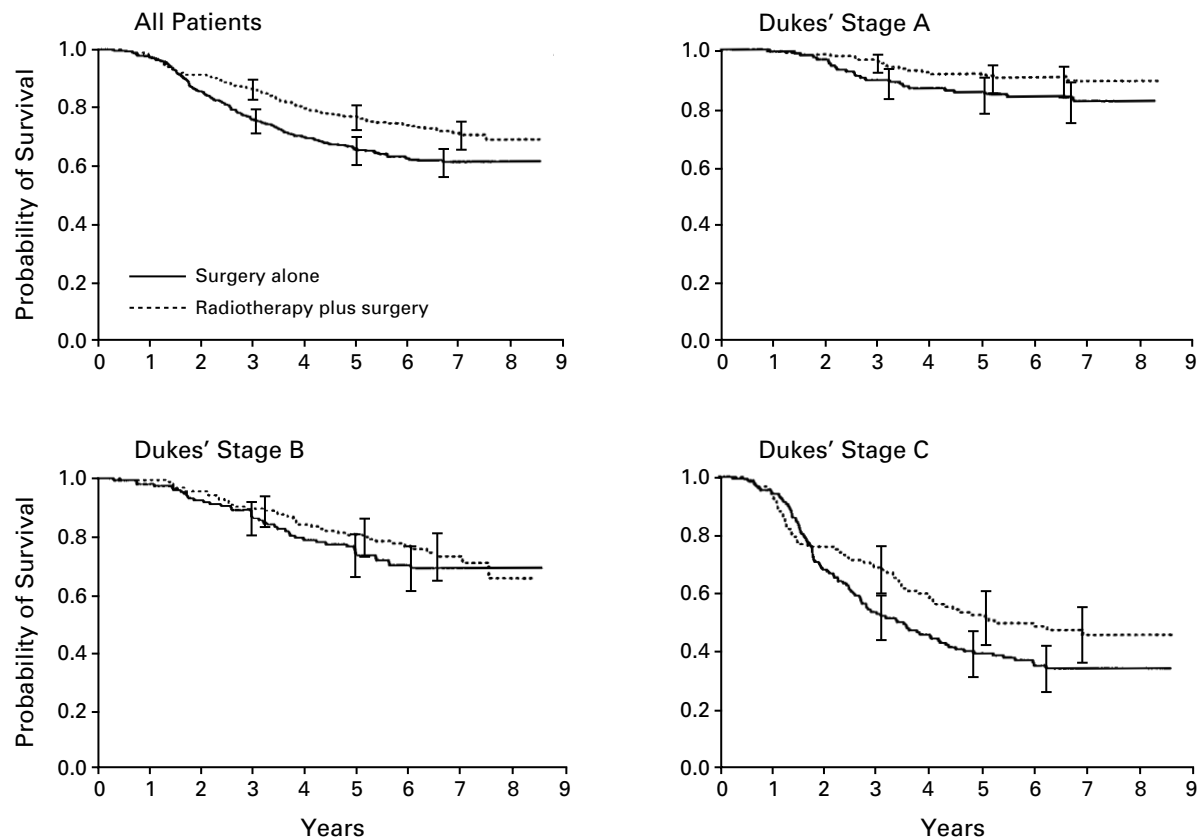 All Patients
Probability of Survival
1.0
0.8
0.6
0.4
0.2
0.0
Surgery alone
Radiotherapy plus surgery
0 1 2 3 4 5 6 7 8 9
Dukes’ Stage A
1.0
0.8
0.6
0.4
0.2
0.0
0 1 2 3 4 5 6 7 8 9
Dukes’ Stage B
Probability of Survival
1.0
0.8
0.6
0.4
0.2
0.0
0 1 2 3 4 5 6 7 8 9
Years
Dukes’ Stage C
1.0
0.8
0.6
0.4
0.2
0.0
0 1 2 3 4 5 6 7 8 9
Years